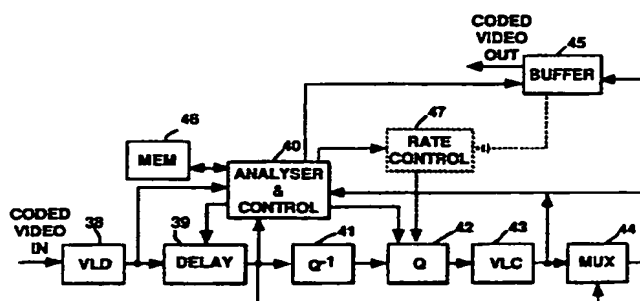 CODED
VIDEO
OUT
45
BUFFER
47
RATE
CONTROL
46
MEM
40
ANALYSER
&
CONTROL
CODED
VIDEO
IN
38
VLD
39
DELAY
41
Q-1
42
Q
43
VLC
44
MUX